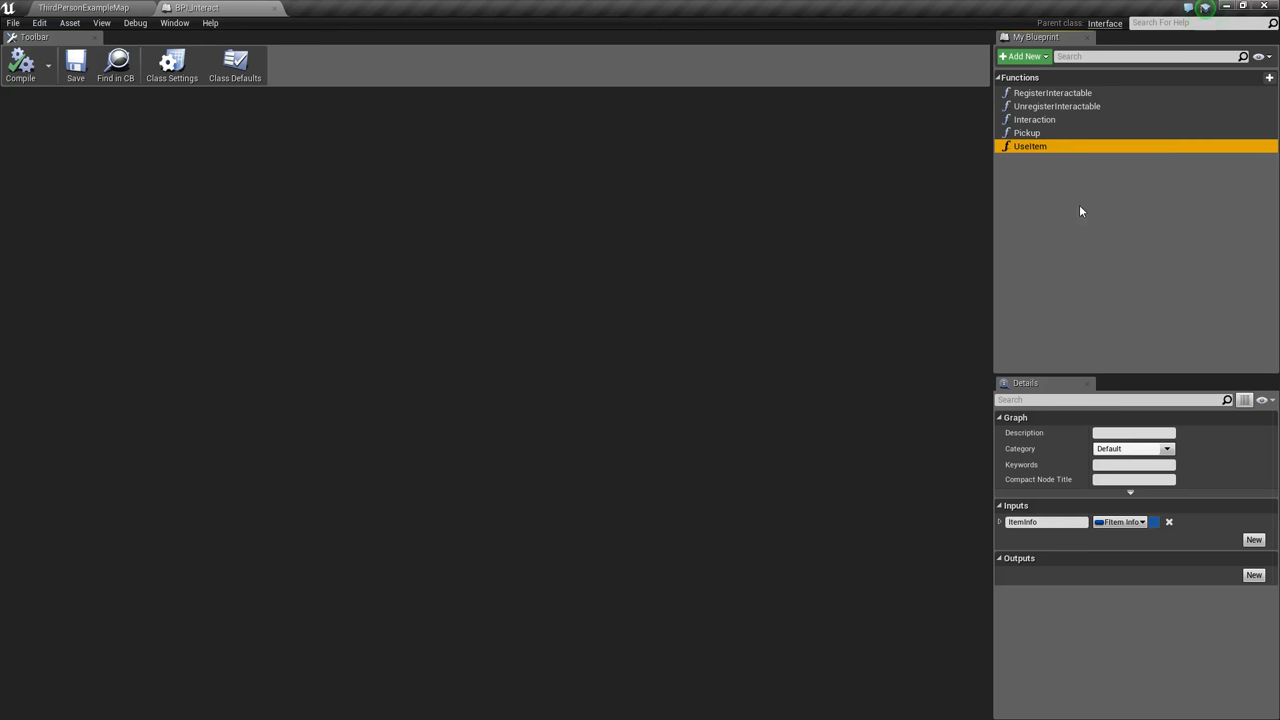 ThirdPersonExampleMap
BPI_Interact
File Edit Asset View Debug Window Help
Parent class: Interface
Search For Help
Toolbar
My Blueprint
Compile
Save
Find in CB
Class Settings
Class Defaults
Add New
Search
Functions
RegisterInteractable
UnregisterInteractable
Interaction
Pickup
UseItem
Details
Search
Graph
Description
Category Default
Keywords
Compact Node Title
Inputs
ItemInfo FItem Info
New
Outputs
New